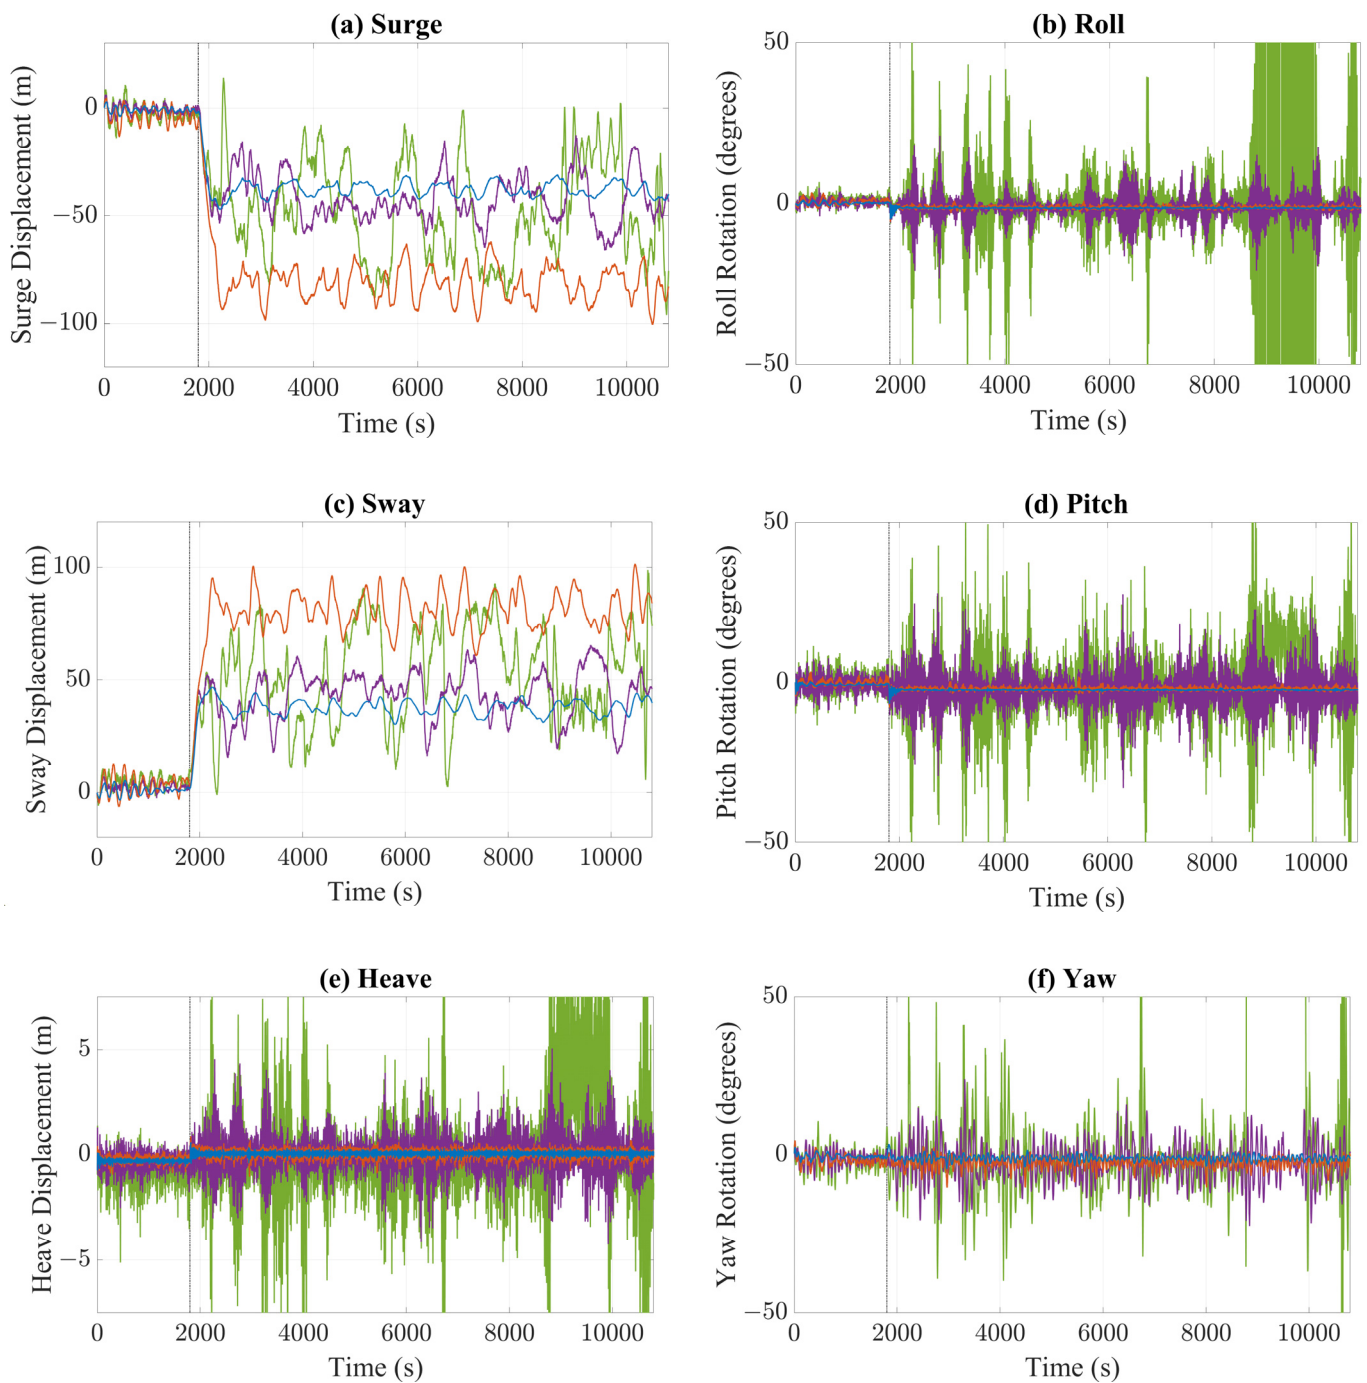 (a) Surge
Surge Displacement (m)
0
−50
−100
0 2000 4000 6000 8000 10000
Time (s)
(b) Roll
Roll Rotation (degrees)
50
0
−50
0 2000 4000 6000 8000 10000
Time (s)
(c) Sway
Sway Displacement (m)
100
50
0
0 2000 4000 6000 8000 10000
Time (s)
(d) Pitch
Pitch Rotation (degrees)
50
0
−50
0 2000 4000 6000 8000 10000
Time (s)
(e) Heave
Heave Displacement (m)
5
0
−5
0 2000 4000 6000 8000 10000
Time (s)
(f) Yaw
Yaw Rotation (degrees)
50
0
−50
0 2000 4000 6000 8000 10000
Time (s)